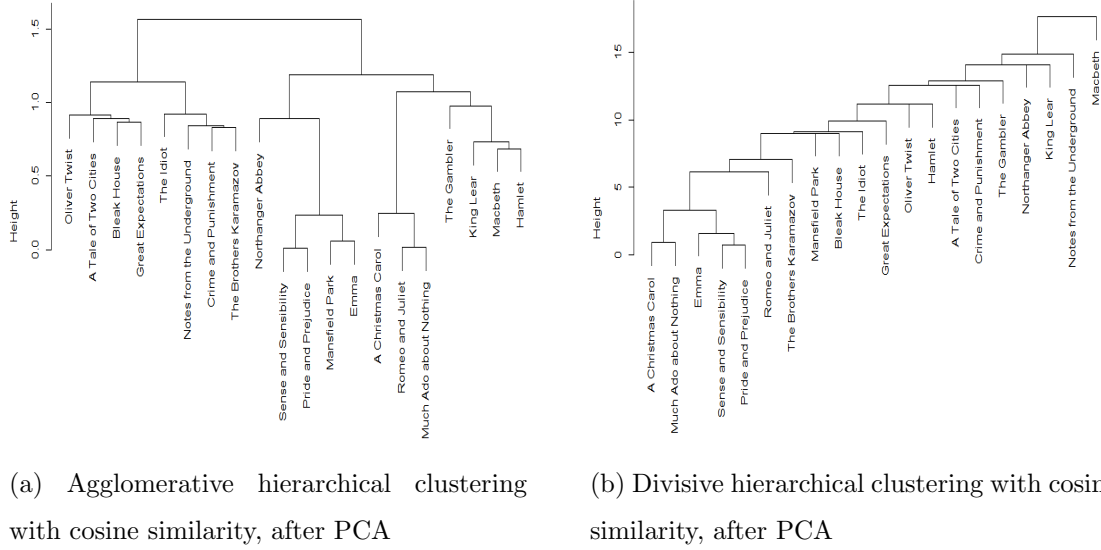 1.5
1.0
0.5
0.0
Height
Oliver Twist
A Tale of Two Cities
Bleak House
Great Expectations
The Idiot
Notes from the Underground
Crime and Punishment
The Brothers Karamazov
Northanger Abbey
Sense and Sensibility
Pride and Prejudice
Mansfield Park
Emma
A Christmas Carol
Romeo and Juliet
Much Ado about Nothing
The Gambler
King Lear
Macbeth
Hamlet
(a) Agglomerative hierarchical clustering
with cosine similarity, after PCA
15
10
5
0
Height
A Christmas Carol
Much Ado about Nothing
Emma
Sense and Sensibility
Pride and Prejudice
Romeo and Juliet
The Brothers Karamazov
Mansfield Park
Bleak House
The Idiot
Great Expectations
Oliver Twist
Hamlet
A Tale of Two Cities
Crime and Punishment
The Gambler
Northanger Abbey
King Lear
Notes from the Underground
Macbeth
(b) Divisive hierarchical clustering with cosin
similarity, after PCA